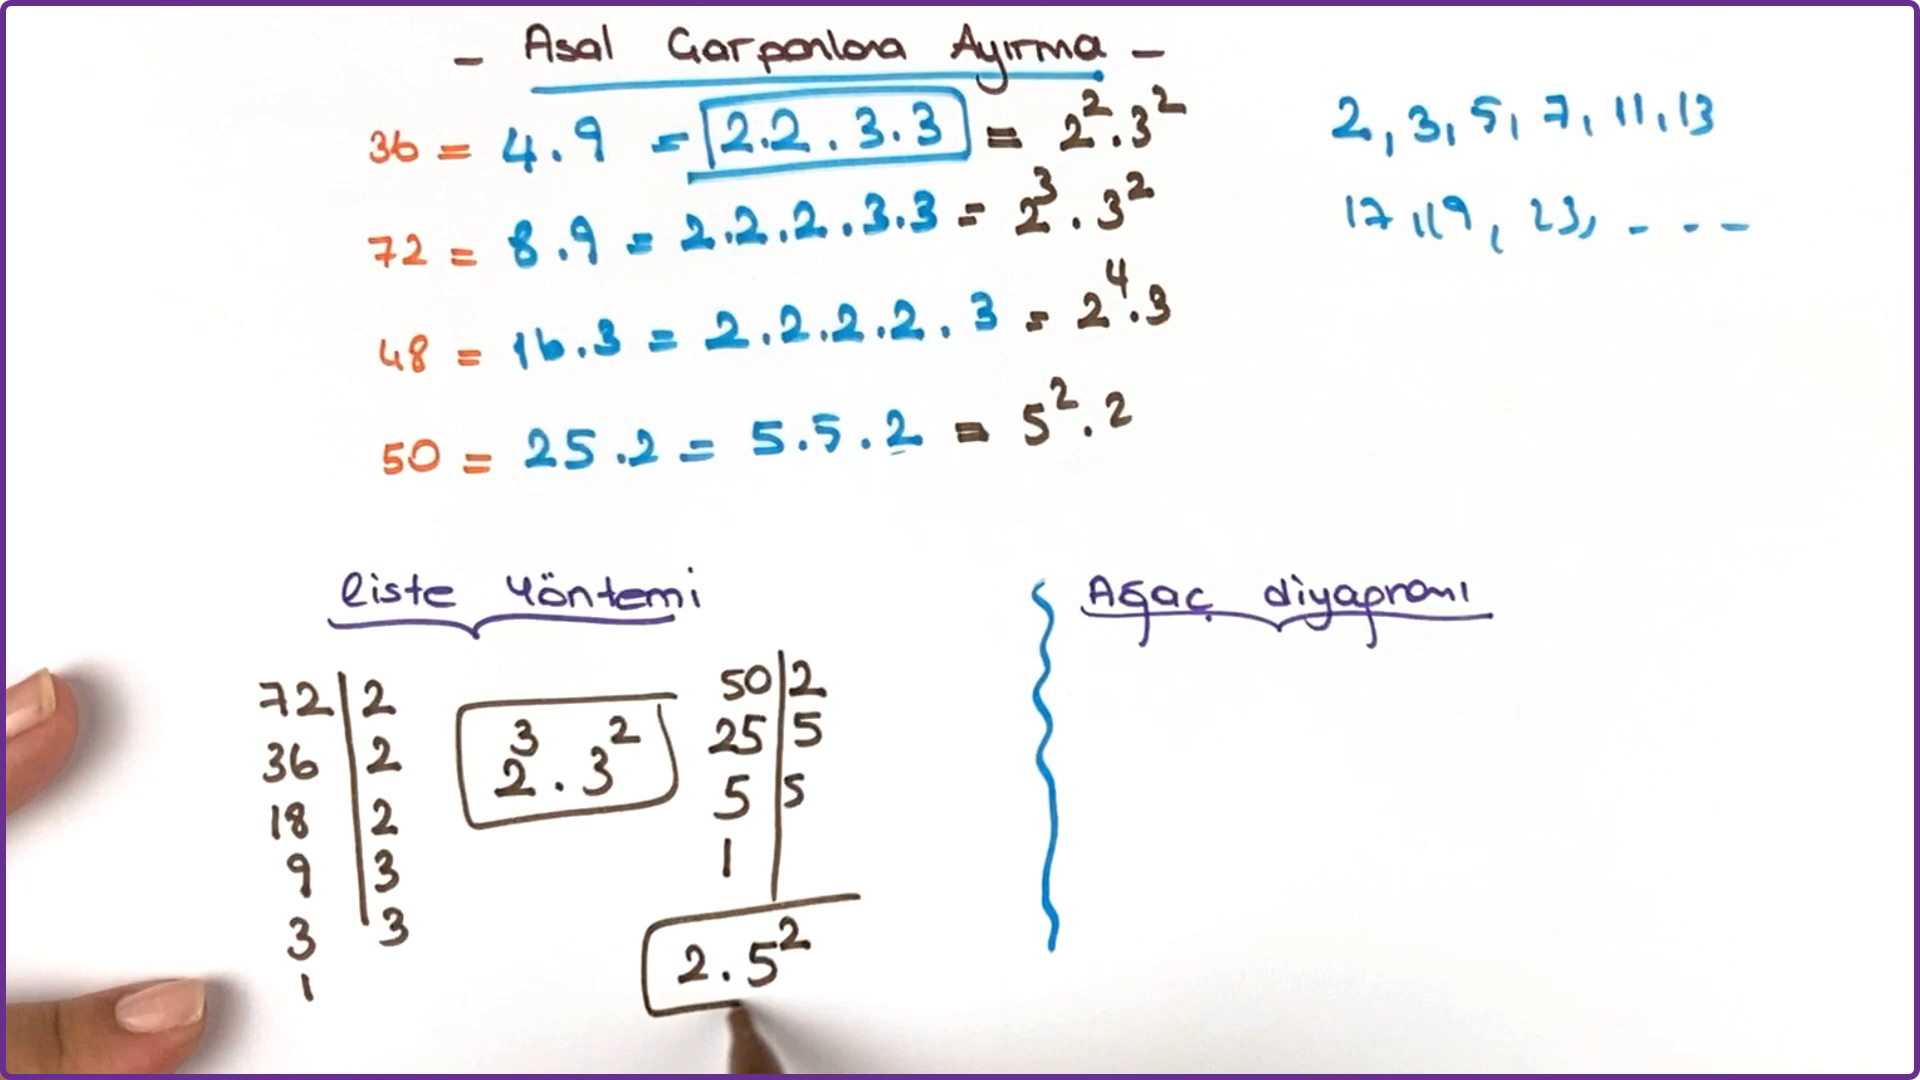 - Asal Çarpanlara Ayırma -
36 = 4.9 = 2.2.3.3 = 2².3²
72 = 8.9 = 2.2.2.3.3 = 2³.3²
48 = 16.3 = 2.2.2.2.3 = 2⁴.3
50 = 25.2 = 5.5.2 = 5².2
2, 3, 5, 7, 11, 13
17, 19, 23, - - -
liste yöntemi
72 | 2
36 | 2
18 | 2
9 | 3
3 | 3
1
2³.3²
50 | 2
25 | 5
5 | 5
1
2.5²
Ağaç diyagramı